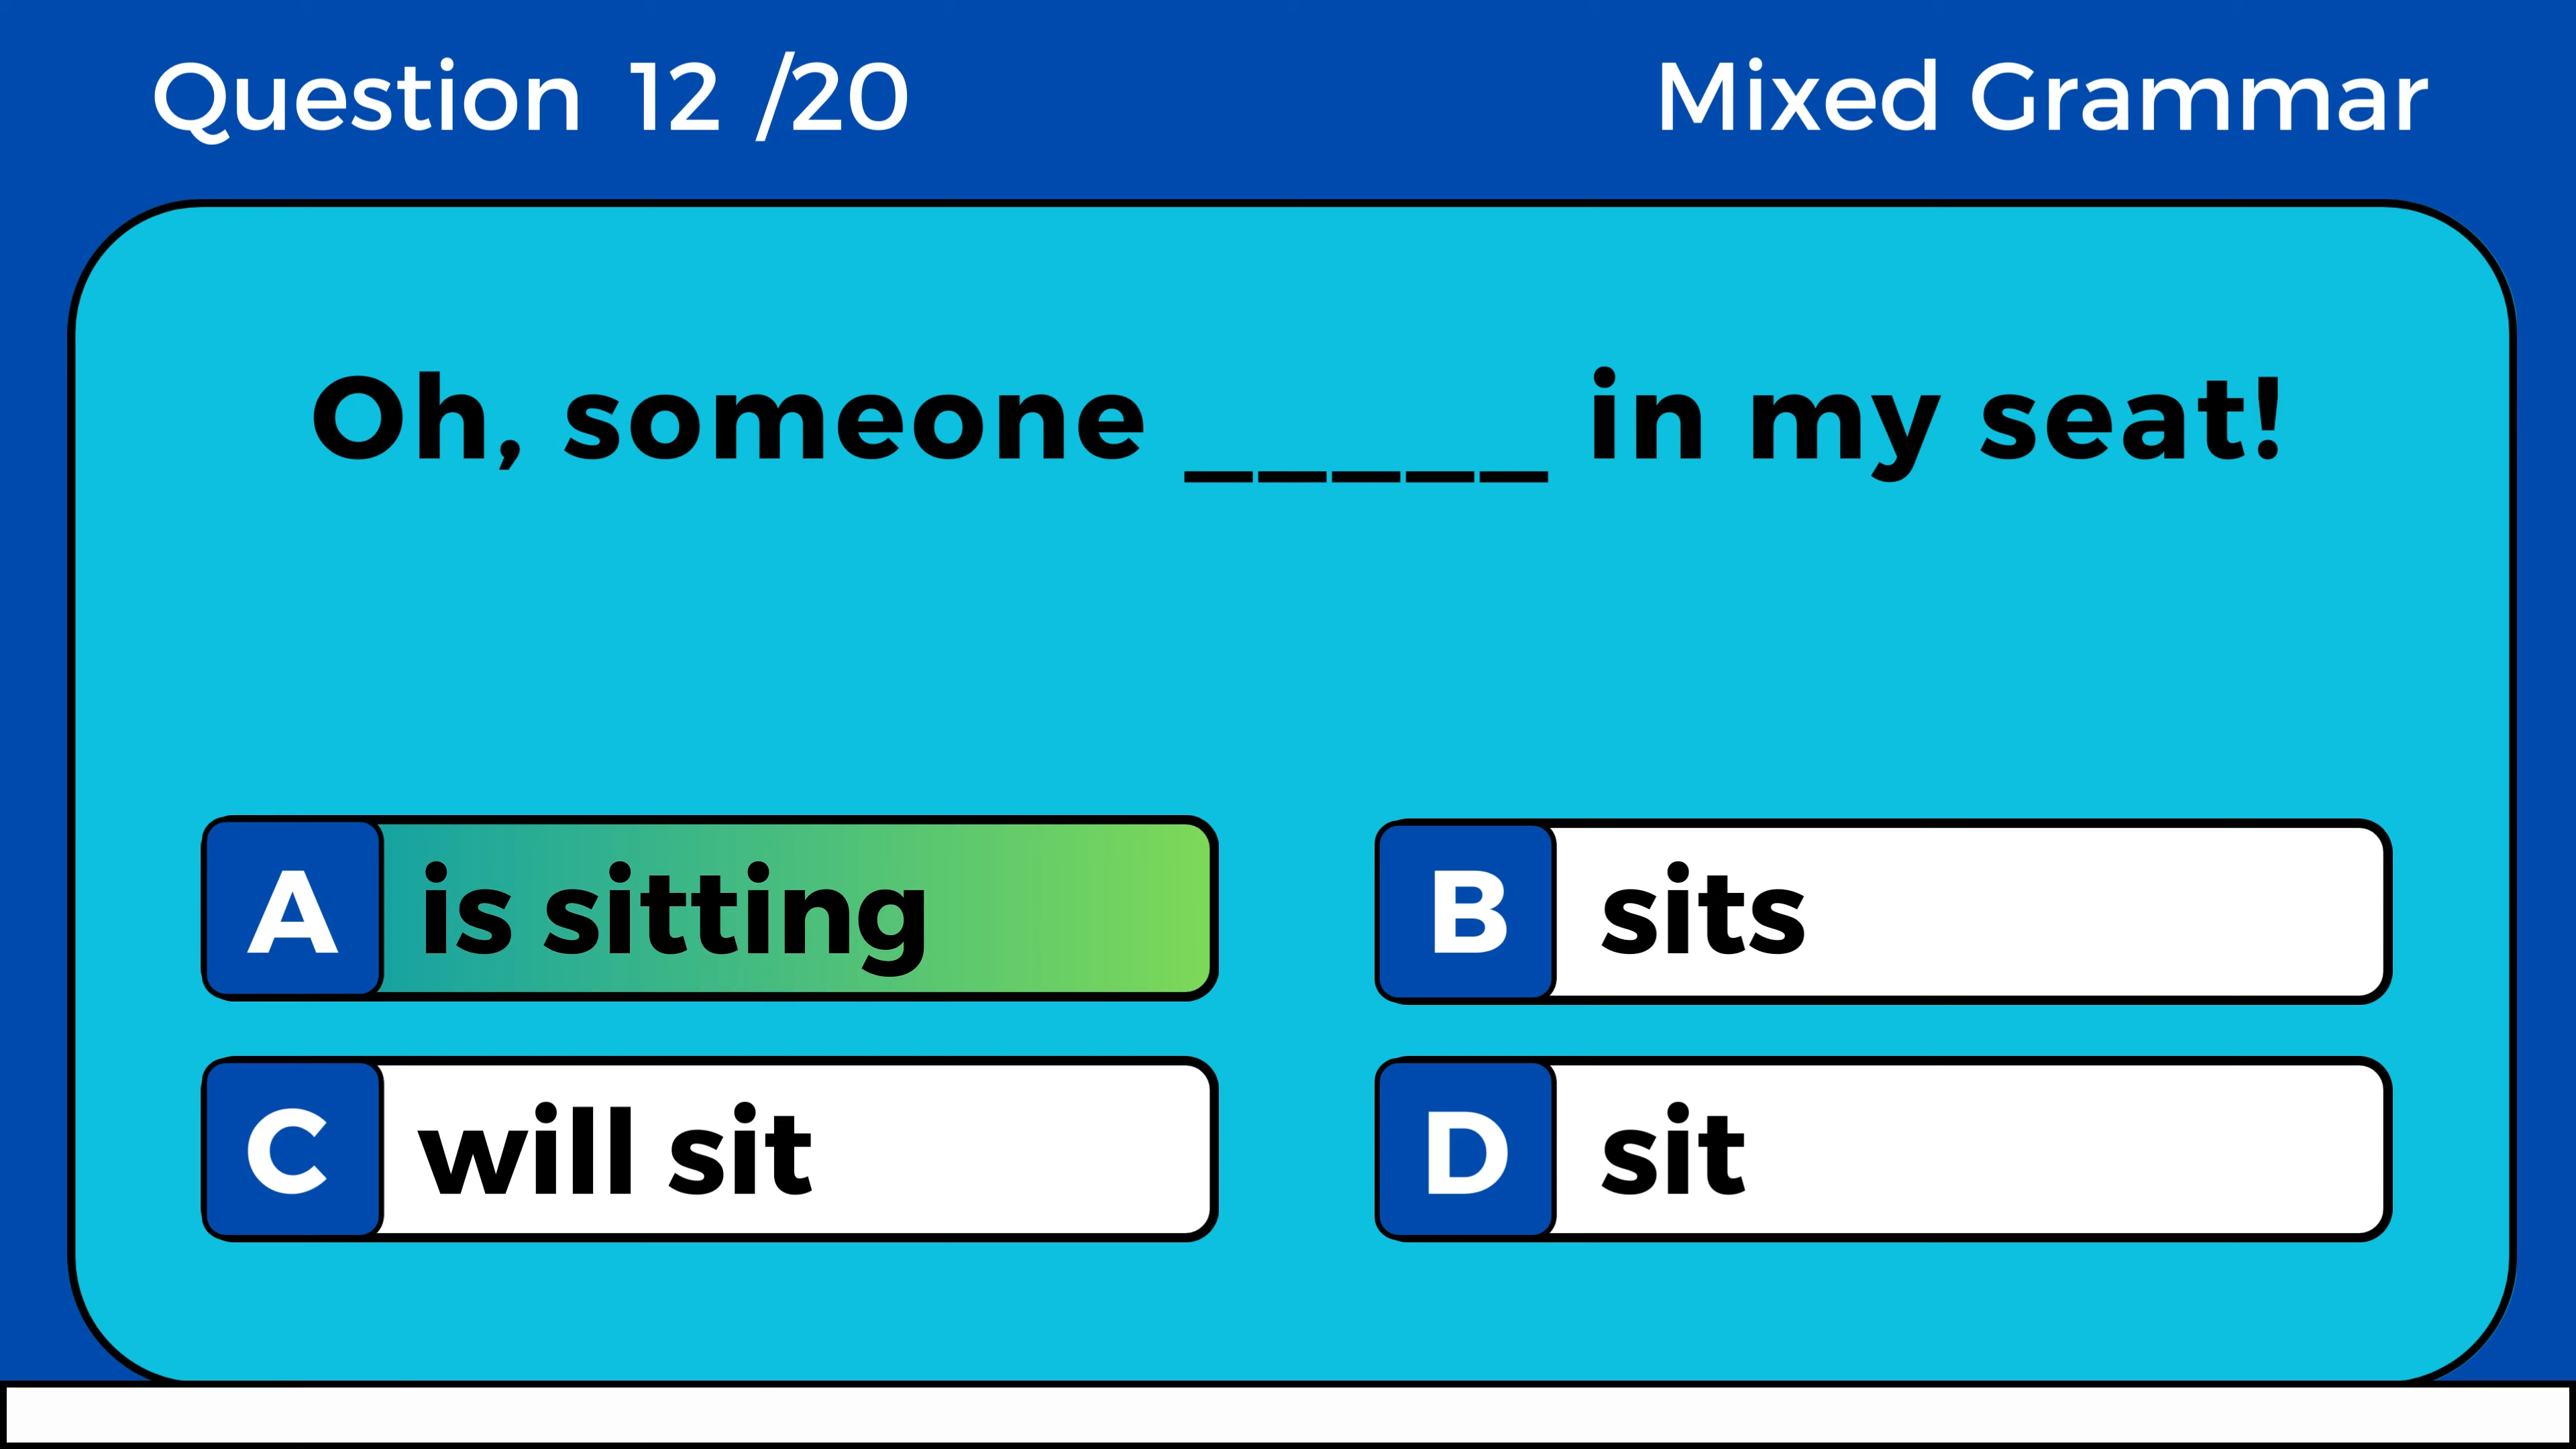 Question 12 /20
Mixed Grammar
Oh, someone _____ in my seat!
A is sitting
B sits
C will sit
D sit